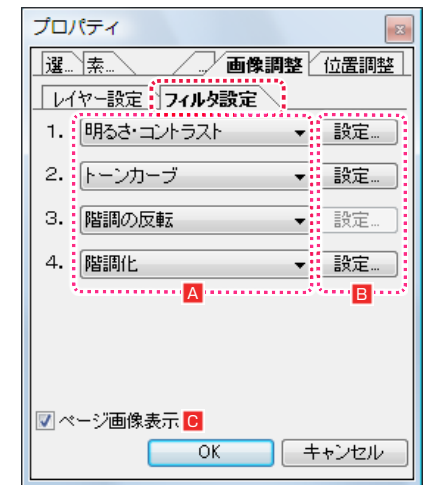 プロパティ
選... 素... ... 画像調整 位置調整
レイヤー設定 フィルタ設定
1. 明るさ・コントラスト 設定...
2. トーンカーブ 設定...
3. 階調の反転 設定...
4. 階調化 設定...
A B
ページ画像表示 C
OK キャンセル